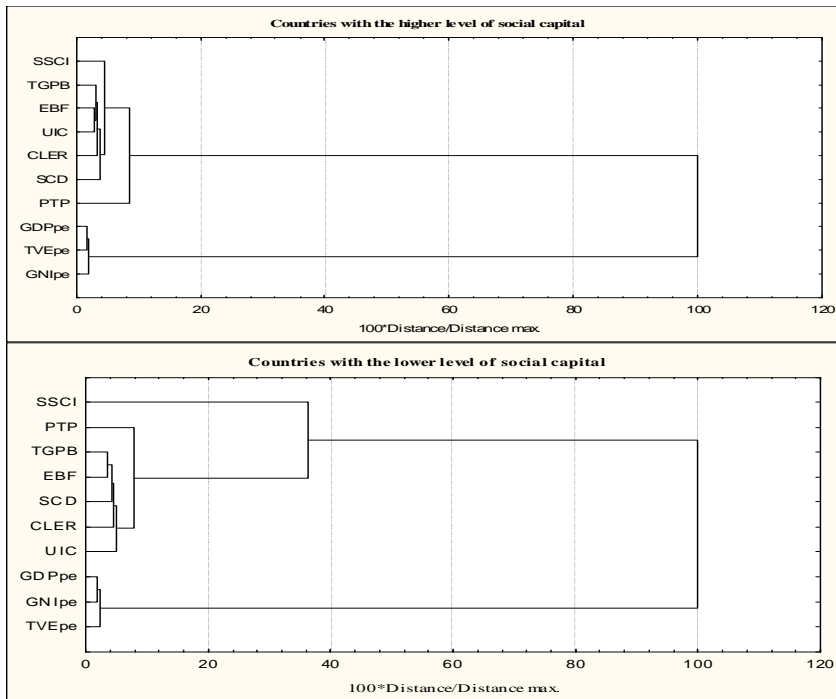 Countries with the higher level of social capital
SSCI
TGPB
EBF
UIC
CLER
SCD
PTP
GDPpe
TVEpe
GNIpe
0 20 40 60 80 100 120
100*Distance/Distance max.
Countries with the lower level of social capital
SSCI
PTP
TGPB
EBF
SCD
CLER
UIC
GDPpe
GNIpe
TVEpe
0 20 40 60 80 100 120
100*Distance/Distance max.